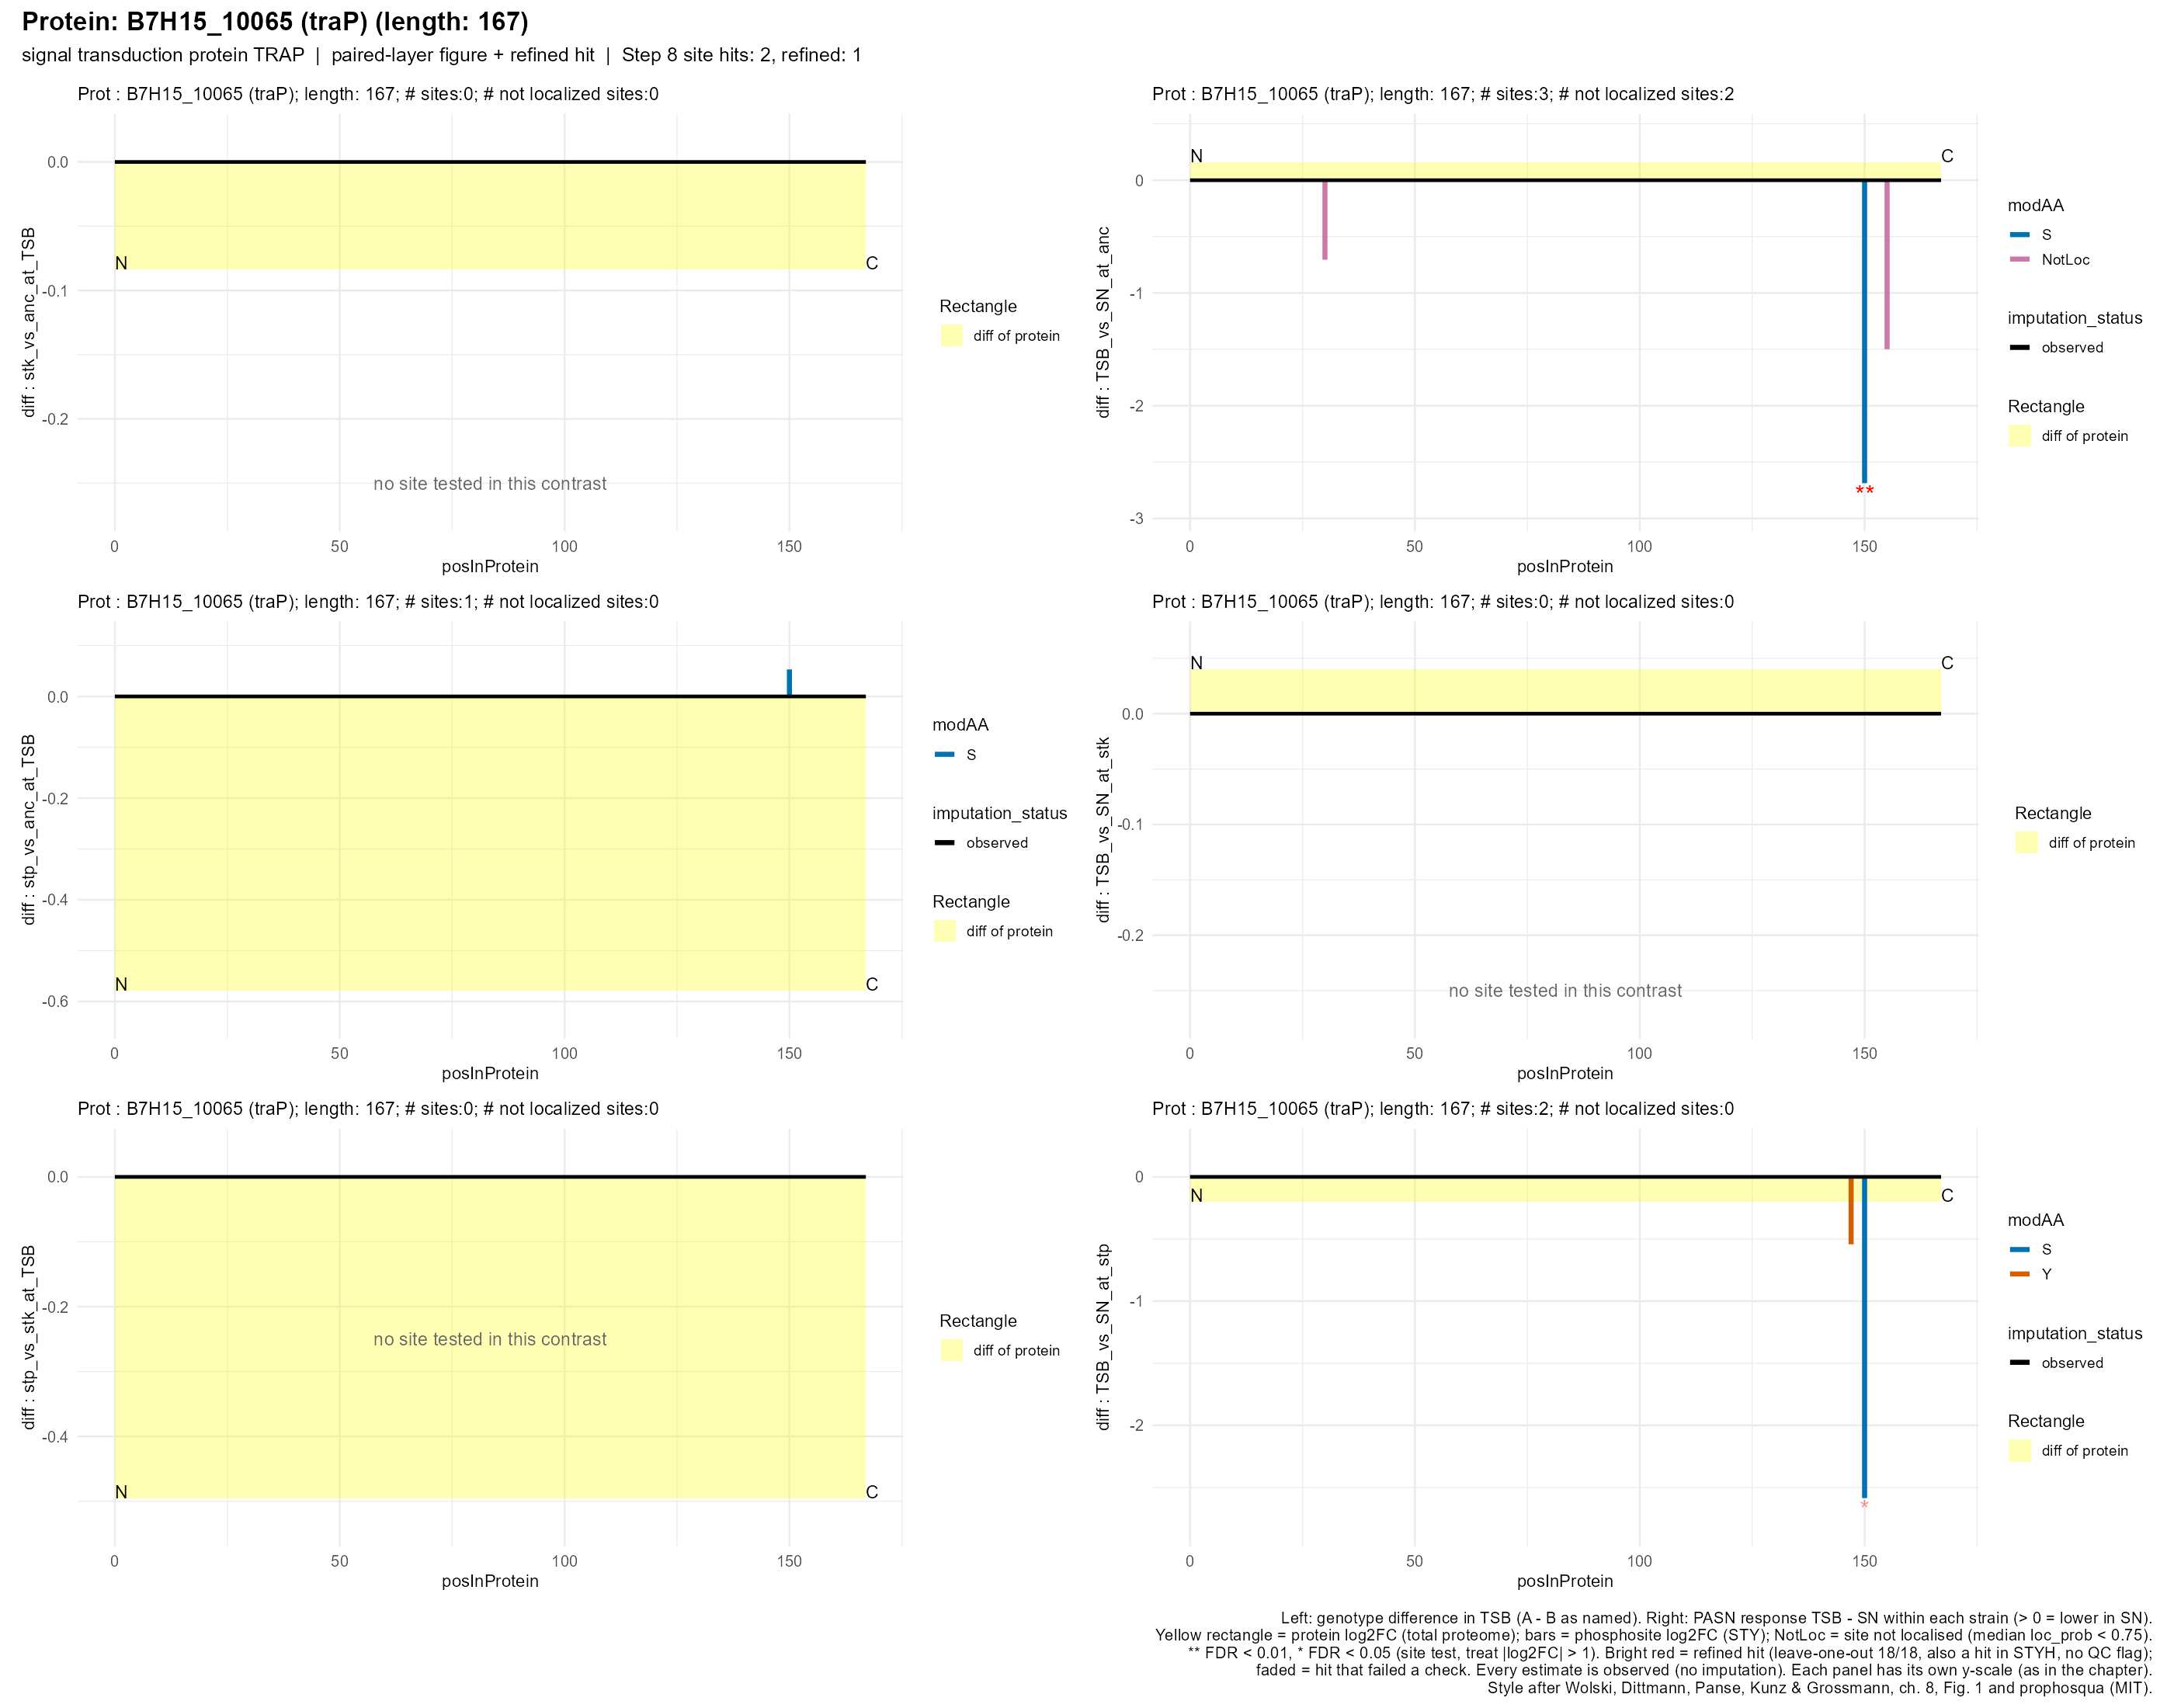 Protein: B7H15_10065 (traP) (length: 167)
signal transduction protein TRAP | paired-layer figure + refined hit | Step 8 site hits: 2, refined: 1
Prot : B7H15_10065 (traP); length: 167; # sites:0; # not localized sites:0
0.0
-0.1
-0.2
diff : stk_vs_anc_at_TSB
N
C
no site tested in this contrast
0
50
100
150
posInProtein
Rectangle
diff of protein
Prot : B7H15_10065 (traP); length: 167; # sites:3; # not localized sites:2
0
-1
-2
-3
diff : TSB_vs_SN_at_anc
N
C
**
0
50
100
150
posInProtein
modAA
S
NotLoc
imputation_status
observed
Rectangle
diff of protein
Prot : B7H15_10065 (traP); length: 167; # sites:1; # not localized sites:0
0.0
-0.2
-0.4
-0.6
diff : stp_vs_anc_at_TSB
N
C
0
50
100
150
posInProtein
modAA
S
imputation_status
observed
Rectangle
diff of protein
Prot : B7H15_10065 (traP); length: 167; # sites:0; # not localized sites:0
0.0
-0.1
-0.2
diff : TSB_vs_SN_at_stk
N
C
no site tested in this contrast
0
50
100
150
posInProtein
Rectangle
diff of protein
Prot : B7H15_10065 (traP); length: 167; # sites:0; # not localized sites:0
0.0
-0.2
-0.4
diff : stp_vs_stk_at_TSB
no site tested in this contrast
N
C
0
50
100
150
posInProtein
Rectangle
diff of protein
Prot : B7H15_10065 (traP); length: 167; # sites:2; # not localized sites:0
0
-1
-2
diff : TSB_vs_SN_at_stp
N
C
*
0
50
100
150
posInProtein
modAA
S
Y
imputation_status
observed
Rectangle
diff of protein
Left: genotype difference in TSB (A - B as named). Right: PASN response TSB - SN within each strain (> 0 = lower in SN).
Yellow rectangle = protein log2FC (total proteome); bars = phosphosite log2FC (STY); NotLoc = site not localised (median loc_prob < 0.75).
** FDR < 0.01, * FDR < 0.05 (site test, treat |log2FC| > 1). Bright red = refined hit (leave-one-out 18/18, also a hit in STYH, no QC flag);
faded = hit that failed a check. Every estimate is observed (no imputation). Each panel has its own y-scale (as in the chapter).
Style after Wolski, Dittmann, Panse, Kunz & Grossmann, ch. 8, Fig. 1 and prophosqua (MIT).